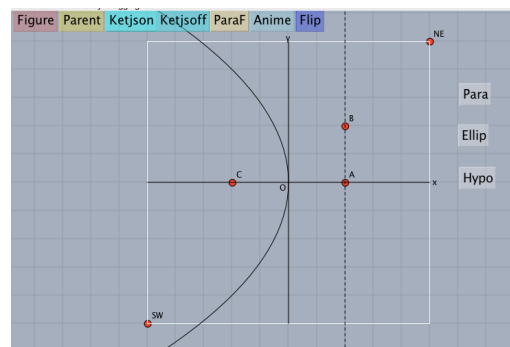 Figure Parent Ketjson Ketjsoff ParaF Anime Flip
y
NE
Para
B
Ellip
C
A
Hypo
O
x
SW